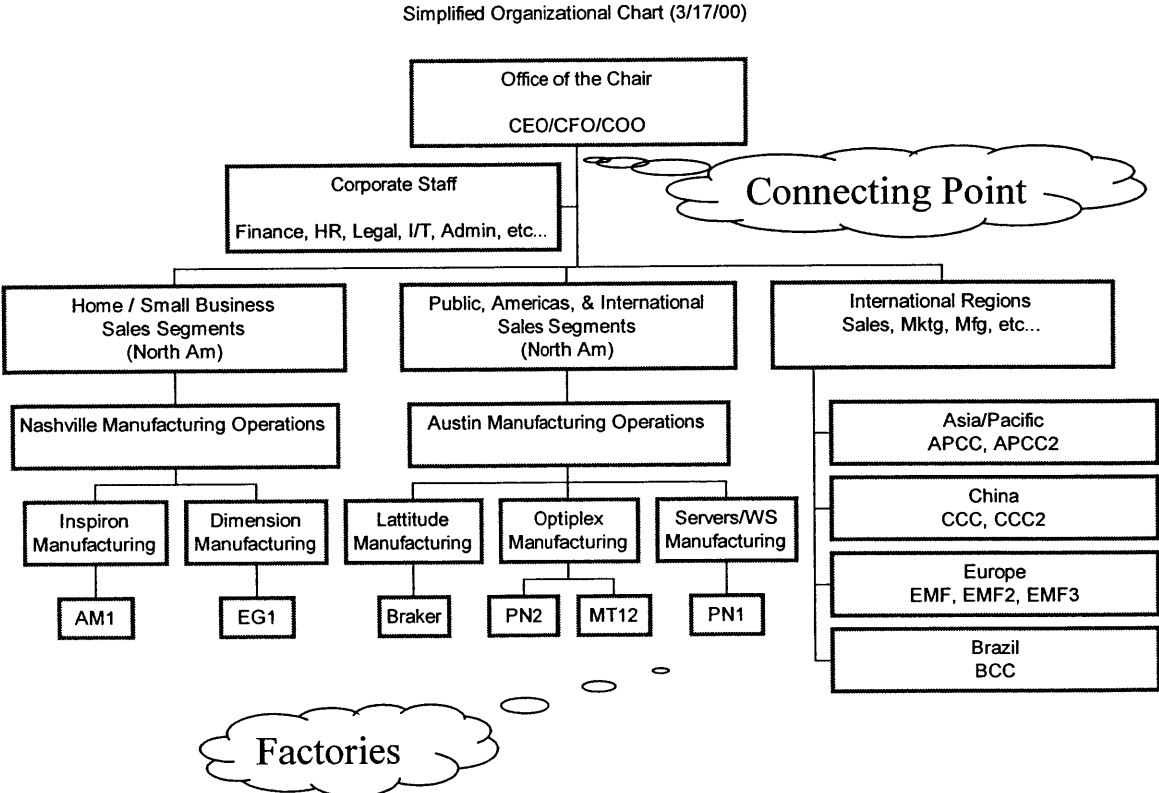 Simplified Organizational Chart (3/17/00)
Office of the Chair
CEO/CFO/COO
Corporate Staff
Finance, HR, Legal, I/T, Admin, etc...
Connecting Point
Home / Small Business
Sales Segments
(North Am)
Public, Americas, & International
Sales Segments
(North Am)
International Regions
Sales, Mktg, Mfg, etc...
Nashville Manufacturing Operations
Austin Manufacturing Operations
Asia/Pacific
APCC, APCC2
China
CCC, CCC2
Europe
EMF, EMF2, EMF3
Brazil
BCC
Inspiron
Manufacturing
Dimension
Manufacturing
Lattitude
Manufacturing
Optiplex
Manufacturing
Servers/WS
Manufacturing
AM1
EG1
Braker
PN2
MT12
PN1
Factories